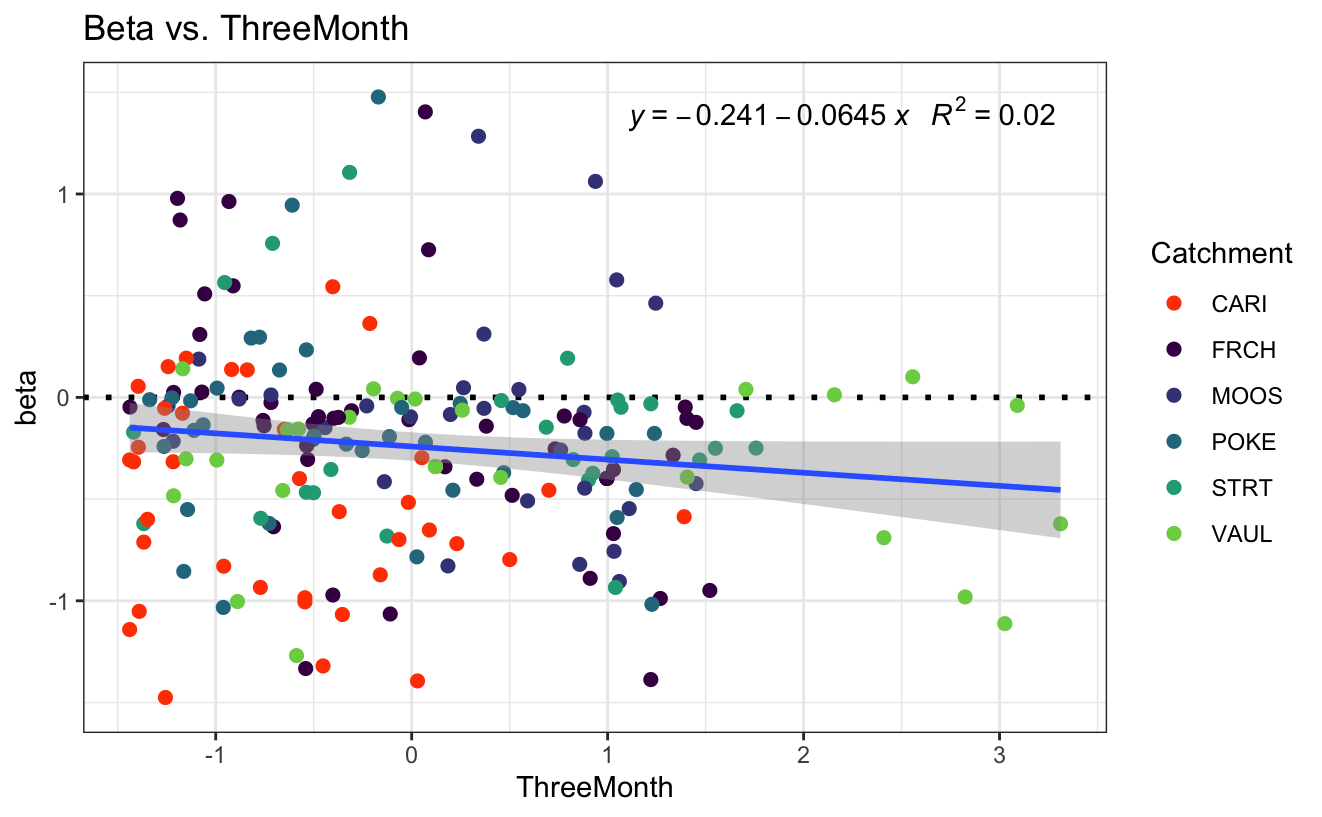 Beta vs. ThreeMonth
y = −0.241 − 0.0645 x R² = 0.02
1
0
-1
beta
-1 0 1 2 3
ThreeMonth
Catchment
CARI
FRCH
MOOS
POKE
STRT
VAUL